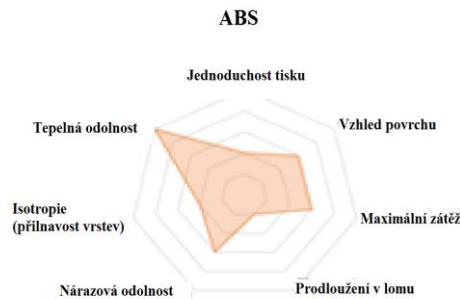 ABS
Jednoduchost tisku
Tepelná odolnost
Vzhled povrchu
Isotropie
(přilnavost vrstev)
Maximální zátěž
Nárazová odolnost
Prodloužení v lomu